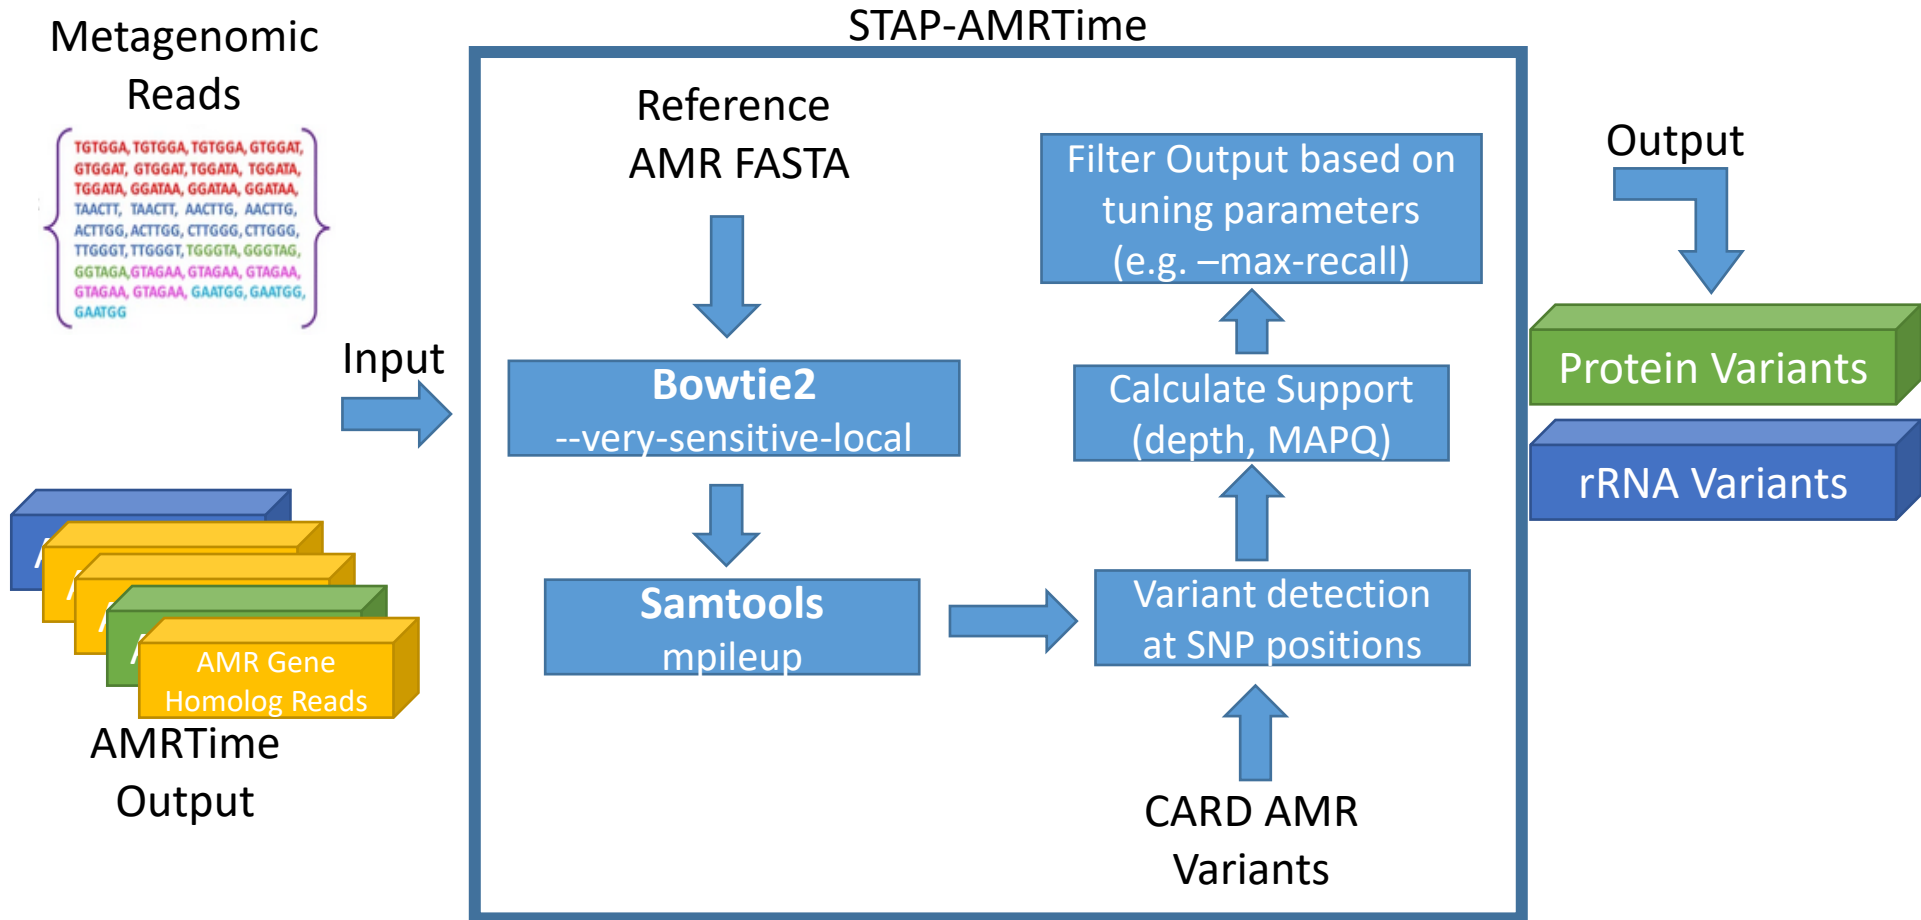 STAP-AMRTime
Metagenomic
Reads
TGTGGA, TGTGGA, TGTGGA, GTGGAT,
GTGGAT, GTGGAT, TGGATA, TGGATA,
TGGATA, GGATAA, GGATAA, GGATAA,
TAACTT, TAACTT, AACTTG, AACTTG,
ACTTGG, ACTTGG, CTTGGG, CTTGGG,
TTGGGT, TTGGGT, TGGGTA, GGGTAG,
GGTAGA, GTAGAA, GTAGAA, GTAGAA,
GTAGAA, GTAGAA, GAATGG, GAATGG,
GAATGG
Input
A
A
A
A
AMR Gene
Homolog Reads
AMRTime
Output
Reference
AMR FASTA
Bowtie2
--very-sensitive-local
Samtools
mpileup
Filter Output based on
tuning parameters
(e.g. –max-recall)
Calculate Support
(depth, MAPQ)
Variant detection
at SNP positions
CARD AMR
Variants
Output
Protein Variants
rRNA Variants